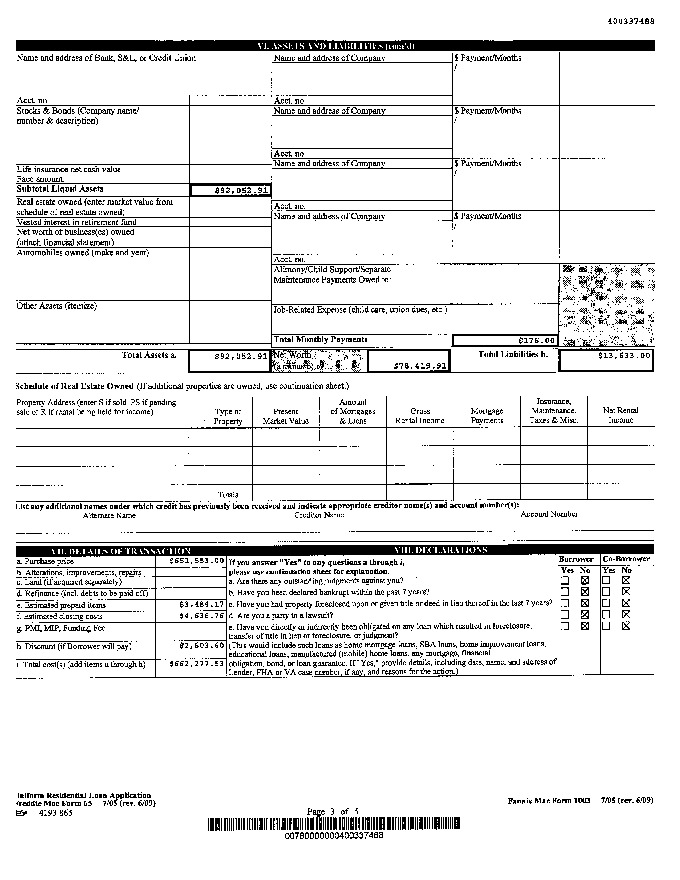 400337488
VI. ASSETS AND LIABILITIES (cont'd)
Name and address of Bank, S&L, or Credit Union
Name and address of Company
$ Payment/Months
/
Acct. no
Acct. no
Stocks & Bonds (Company name/
number & description)
Name and address of Company
$ Payment/Months
/
Acct. no
Life insurance net cash value
Face amount
Name and address of Company
$ Payment/Months
/
Subtotal Liquid Assets
$92,052.91
Real estate owned (enter market value from
schedule of real estate owned)
Acct. no
Vested interest in retirement fund
Name and address of Company
$ Payment/Months
/
Net worth of business(es) owned
(attach financial statement)
Automobiles owned (make and year)
Acct. no.
Alimony/Child Support/Separate
Maintenance Payments Owed to:
Other Assets (itemize)
Job-Related Expense (child care, union dues, etc.)
Total Monthly Payments
$176.00
Total Assets a.
$92,052.91
Net Worth
(a minus b)
$78,419.91
Total Liabilities b.
$13,633.00
Schedule of Real Estate Owned (If additional properties are owned, use continuation sheet.)
Property Address (enter S if sold, PS if pending
sale or R if rental being held for income)
Type of
Property
Present
Market Value
Amount
of Mortgages
& Liens
Gross
Rental Income
Mortgage
Payments
Insurance,
Maintenance,
Taxes & Misc.
Net Rental
Income
Totals
List any additional names under which credit has previously been received and indicate appropriate creditor name(s) and account number(s):
Alternate Name
Creditor Name
Account Number
VII. DETAILS OF TRANSACTION
VIII. DECLARATIONS
a. Purchase price
b. Alterations, improvements, repairs
c. Land (if acquired separately)
d. Refinance (incl. debts to be paid off)
e. Estimated prepaid items
$3,484.17
f. Estimated closing costs
$4,636.76
g. PMI, MIP, Funding Fee
h. Discount (if Borrower will pay)
$2,603.60
i. Total cost(s) (add items a through h)
$662,277.53
If you answer "Yes" to any questions a through i,
please use continuation sheet for explanation.
Borrower
Co-Borrower
Yes No
Yes No
a. Are there any outstanding judgments against you?
b. Have you been declared bankrupt within the past 7 years?
c. Have you had property foreclosed upon or given title or deed in lieu thereof in the last 7 years?
d. Are you a party to a lawsuit?
e. Have you directly or indirectly been obligated on any loan which resulted in foreclosure,
transfer of title in lieu of foreclosure, or judgment?
(This would include such loans as home mortgage loans, SBA loans, home improvement loans,
educational loans, manufactured (mobile) home loans, any mortgage, financial
obligation, bond, or loan guarantee. If "Yes," provide details, including date, name, and address of
Lender, FHA or VA case number, if any, and reasons for the action.)
Uniform Residential Loan Application
Freddie Mac Form 65 7/05 (rev. 6/09)
4293 865
Page 3 of 5
Fannie Mae Form 1003 7/05 (rev. 6/09)